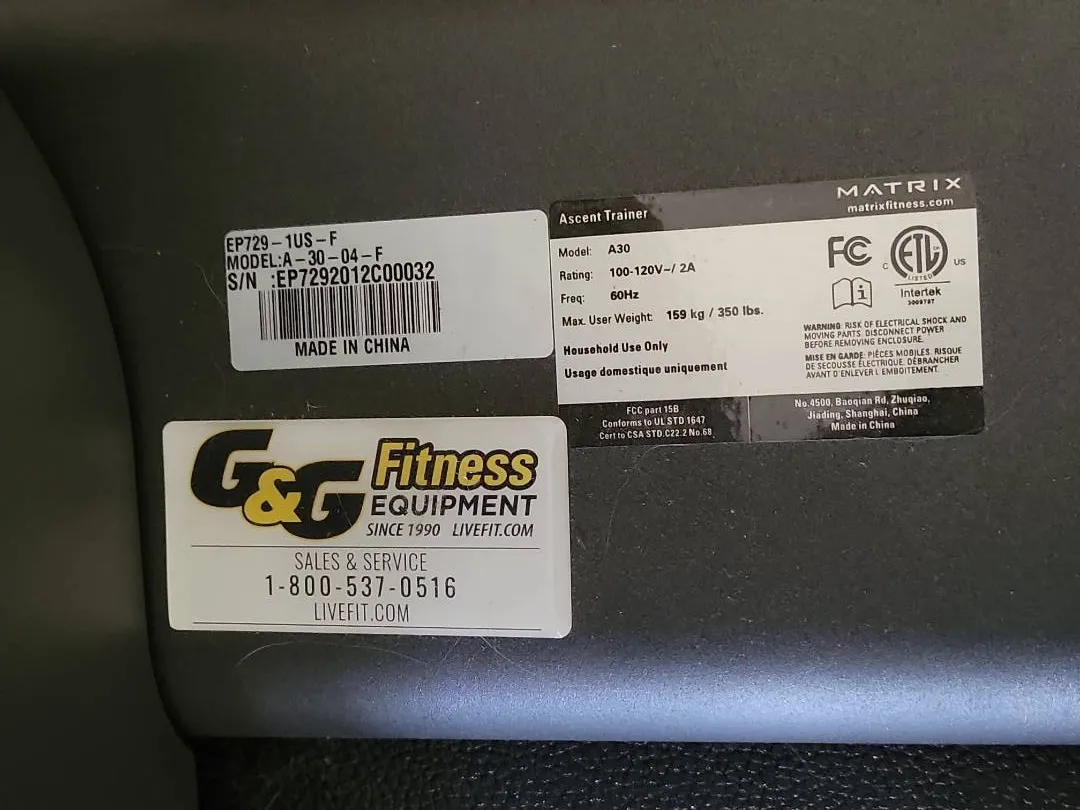 EP729-1US-F
MODEL:A-30-04-F
S/N :EP7292012C00032
MADE IN CHINA
MATRIX
matrixfitness.com
Ascent Trainer
Model: A30
Rating: 100-120V~/ 2A
Freq: 60Hz
Max. User Weight: 159 kg / 350 lbs.
Household Use Only
Usage domestique uniquement
FC
C ETL US
LISTED
Intertek
3009787
WARNING: RISK OF ELECTRICAL SHOCK AND
MOVING PARTS. DISCONNECT POWER
BEFORE REMOVING ENCLOSURE.
MISE EN GARDE: PIÈCES MOBILES. RISQUE
DE SECOUSSE ÉLECTRIQUE. DÉBRANCHER
AVANT D'ENLEVER L EMBOITEMENT.
FCC part 15B
Conforms to UL STD 1647
Cert to CSA STD.C22.2 No.68
No.4500, Baoqian Rd, Zhuqiao,
Jiading, Shanghai, China
Made in China
G&G Fitness
EQUIPMENT
SINCE 1990 LIVEFIT.COM
SALES & SERVICE
1-800-537-0516
LIVEFIT.COM